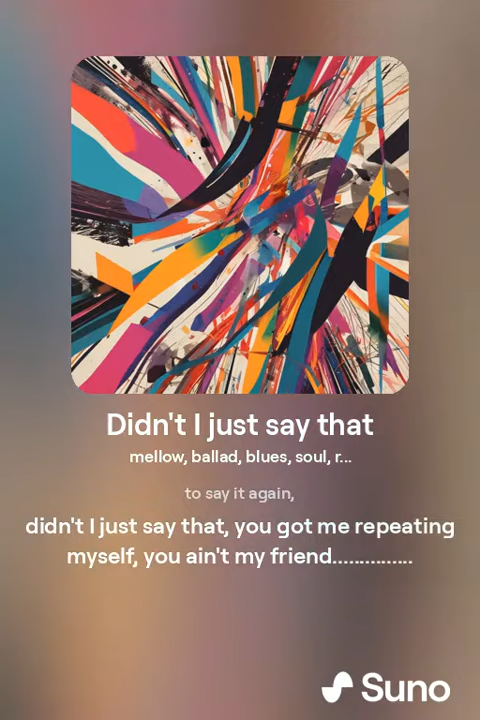 Didn't I just say that
mellow, ballad, blues, soul, r...
to say it again,
didn't I just say that, you got me repeating
myself, you ain't my friend...............
Suno